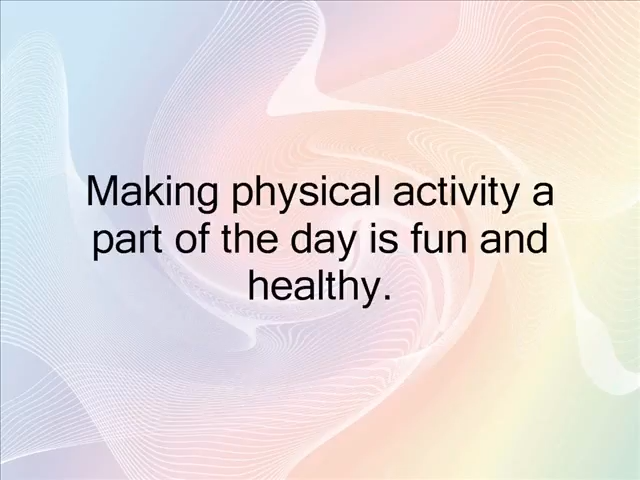 Making physical activity a
part of the day is fun and
healthy.